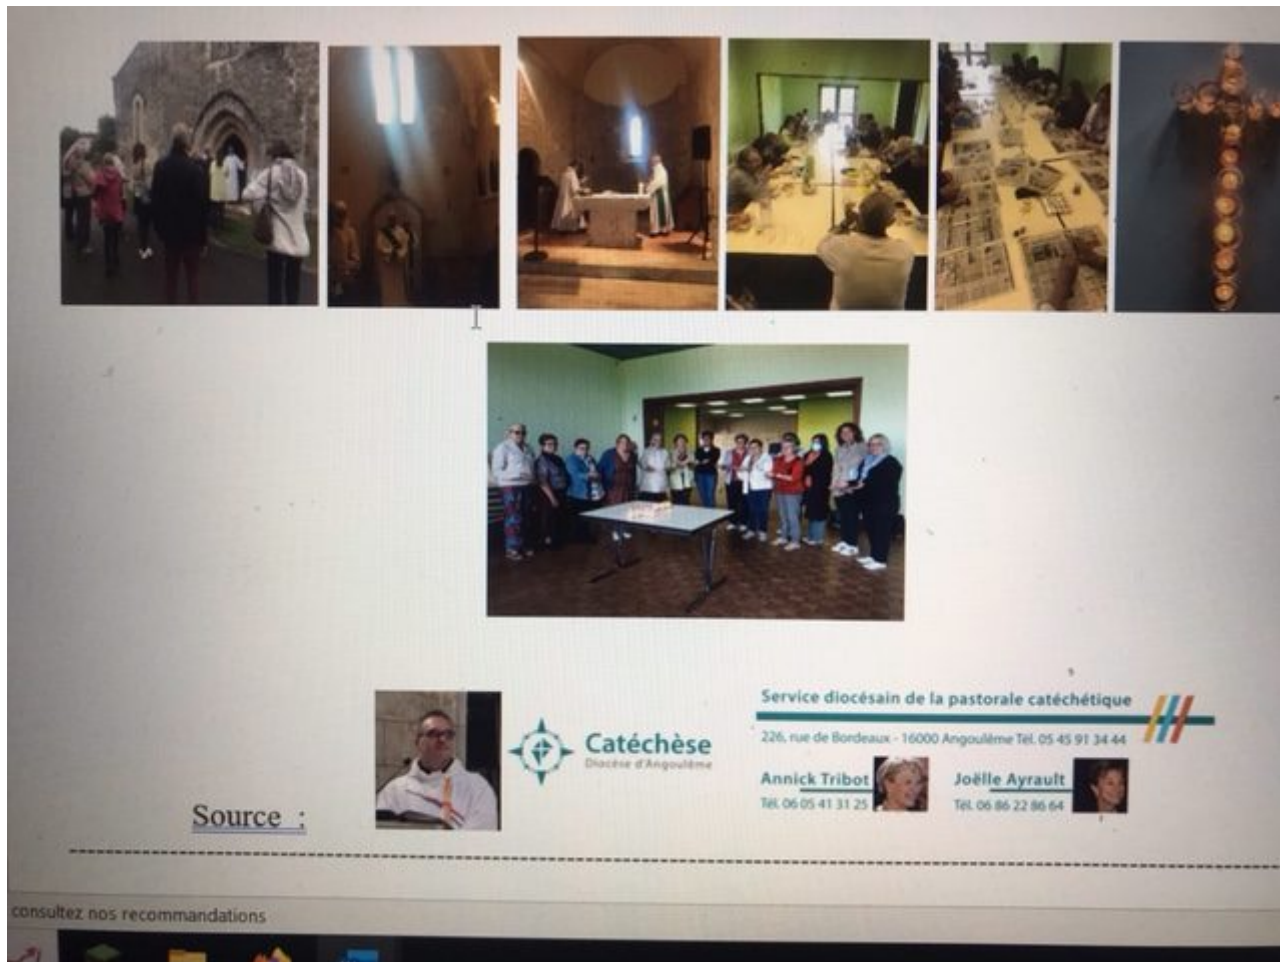 Service diocésain de la pastorale catéchétique
226, rue de Bordeaux - 16000 Angoulême Tél. 05 45 91 34 44
Catéchèse
Diocèse d'Angoulême
Annick Tribot
Tél. 06 05 41 31 25
Joëlle Ayrault
Tél. 06 86 22 86 64
Source :
consultez nos recommandations